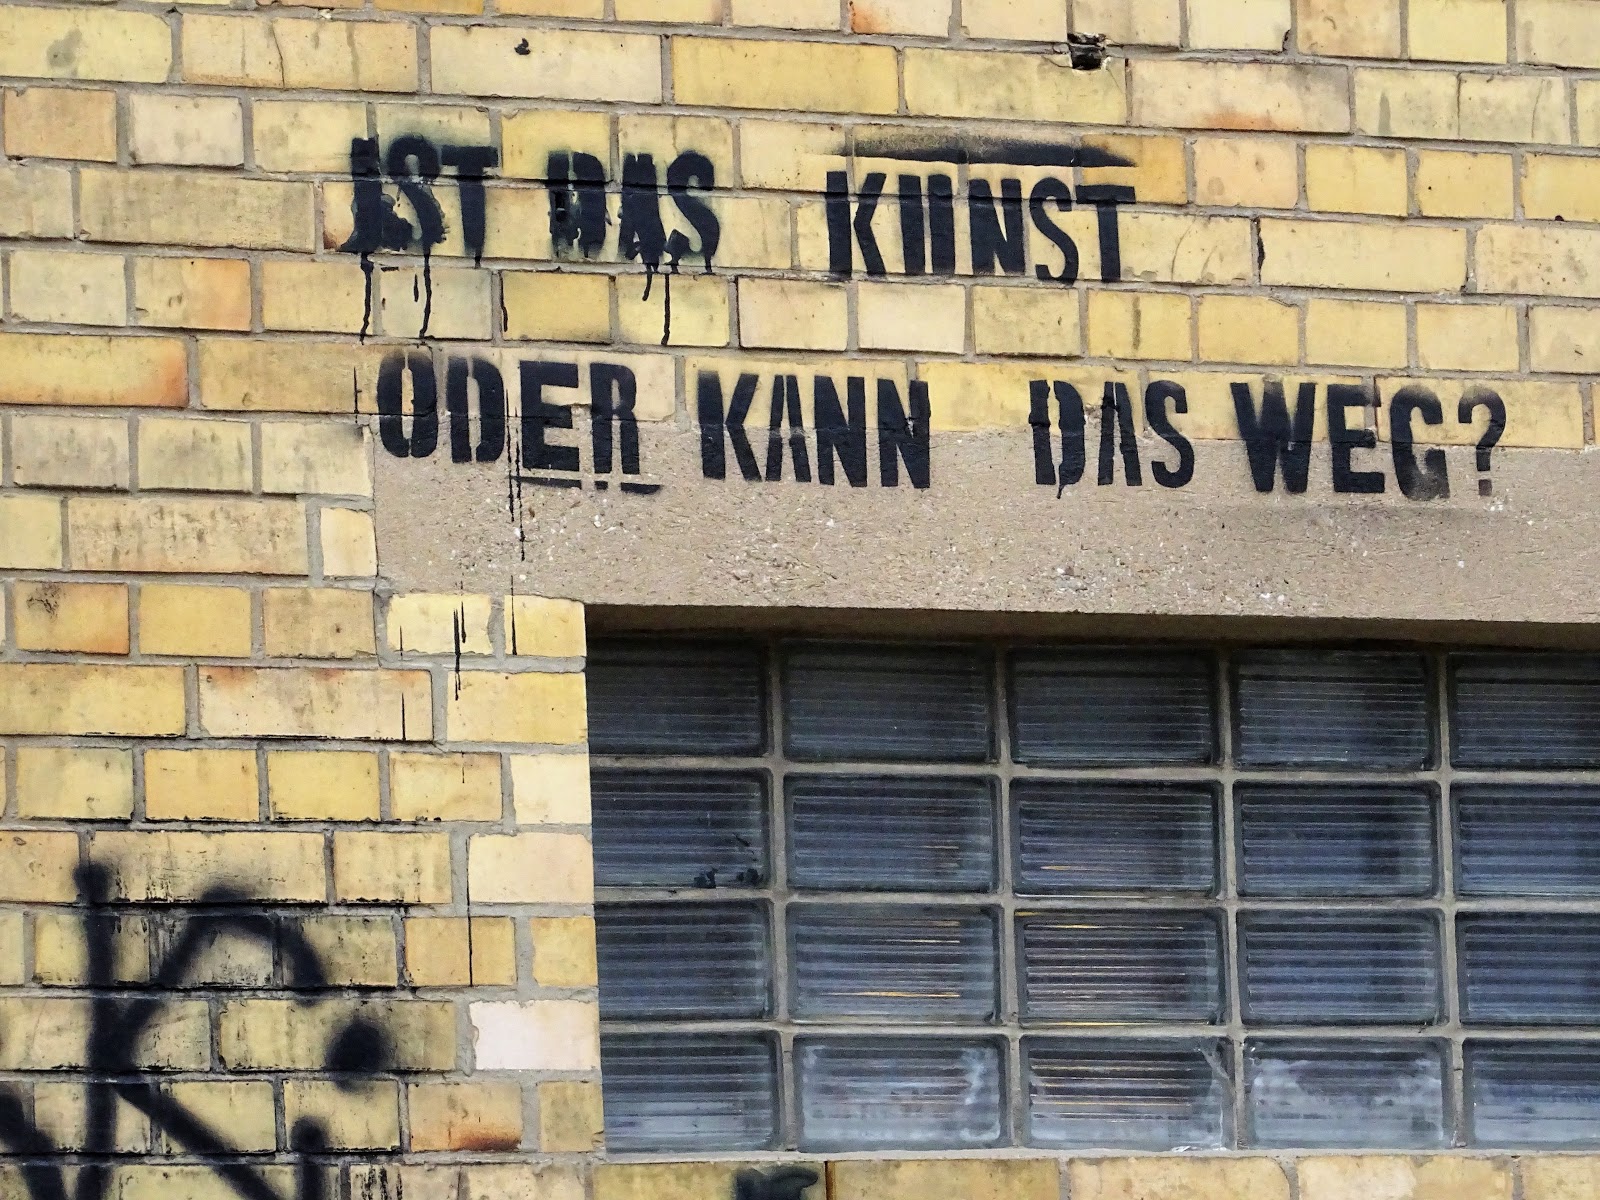 IST DAS KUNST
ODER KANN DAS WEG?